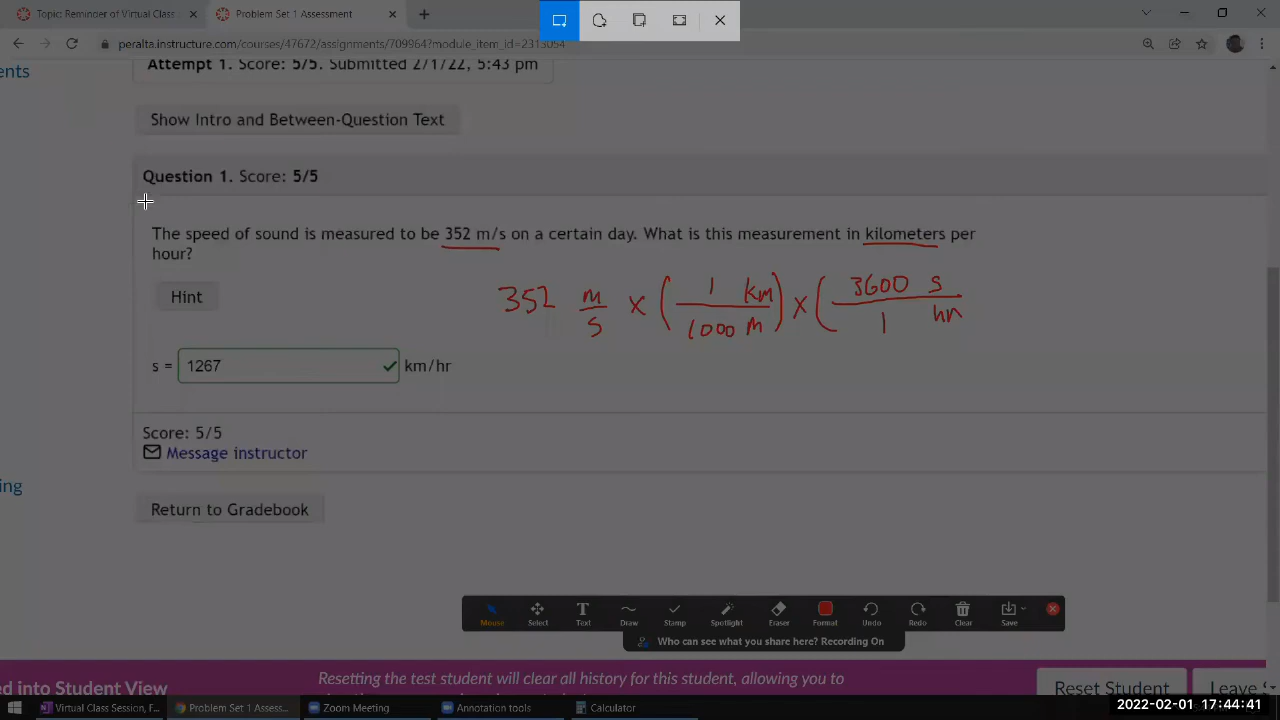 Topic: Reminder of Virtual Class
Problem Set 1 Assessment
peralta.instructure.com/course/47672/assignments/709964?module_item_id=2313054
ents
Attempt 1. Score: 5/5. Submitted 2/1/22, 5:43 pm
Show Intro and Between-Question Text
Question 1. Score: 5/5
The speed of sound is measured to be 352 m/s on a certain day. What is this measurement in kilometers per
hour?
Hint
352 m/s x (1 km/1000 m) x (3600 s/1 hr
s = 1267 km/hr
Score: 5/5
Message instructor
ing
Return to Gradebook
Mouse Select Text Draw Stamp Spotlight Eraser Format Undo Redo Clear Save
Who can see what you share here? Recording On
Resetting the test student will clear all history for this student, allowing you to
ed into Student View
Reset Student
Leave S
Virtual Class Session, F...
Problem Set 1 Asse...
Zoom Meeting
Annotation tools
Calculator
2022-02-01 17:44:41